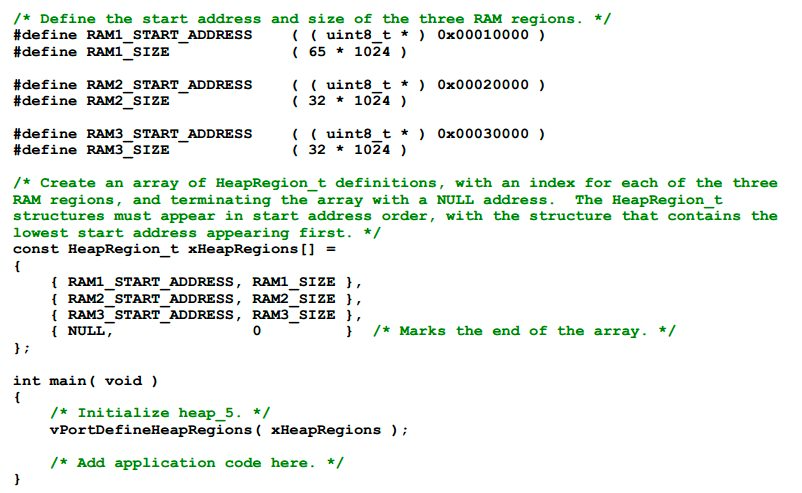 /* Define the start address and size of the three RAM regions. */
#define RAM1_START_ADDRESS    ( ( uint8_t * ) 0x00010000 )
#define RAM1_SIZE             ( 65 * 1024 )

#define RAM2_START_ADDRESS    ( ( uint8_t * ) 0x00020000 )
#define RAM2_SIZE             ( 32 * 1024 )

#define RAM3_START_ADDRESS    ( ( uint8_t * ) 0x00030000 )
#define RAM3_SIZE             ( 32 * 1024 )

/* Create an array of HeapRegion_t definitions, with an index for each of the three
RAM regions, and terminating the array with a NULL address.  The HeapRegion_t
structures must appear in start address order, with the structure that contains the
lowest start address appearing first. */
const HeapRegion_t xHeapRegions[] =
{
    { RAM1_START_ADDRESS, RAM1_SIZE },
    { RAM2_START_ADDRESS, RAM2_SIZE },
    { RAM3_START_ADDRESS, RAM3_SIZE },
    { NULL,               0         }  /* Marks the end of the array. */
};

int main( void )
{
    /* Initialize heap_5. */
    vPortDefineHeapRegions( xHeapRegions );

    /* Add application code here. */
}